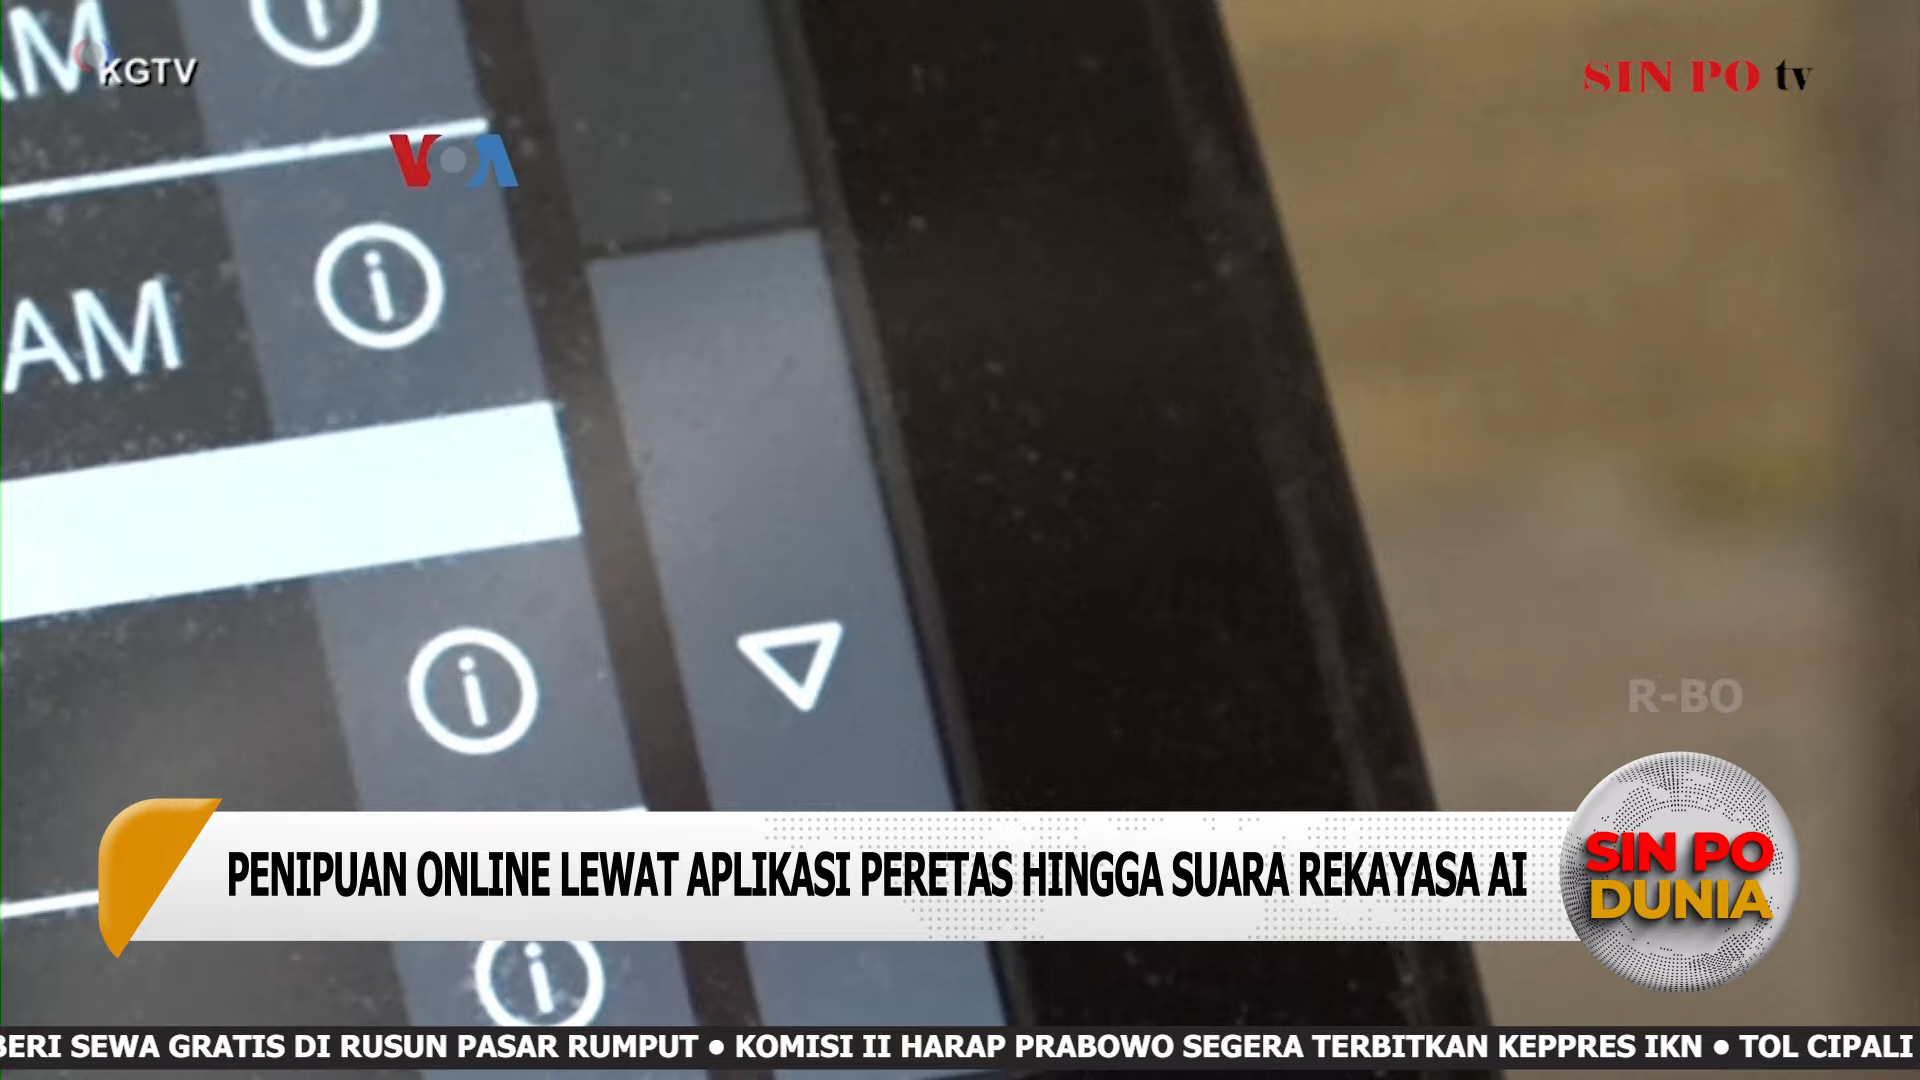 AM
KGTV
SIN PO tv
VOA
AM
R-BO
PENIPUAN ONLINE LEWAT APLIKASI PERETAS HINGGA SUARA REKAYASA AI
SIN PO
DUNIA
BERI SEWA GRATIS DI RUSUN PASAR RUMPUT • KOMISI II HARAP PRABOWO SEGERA TERBITKAN KEPPRES IKN • TOL CIPALI